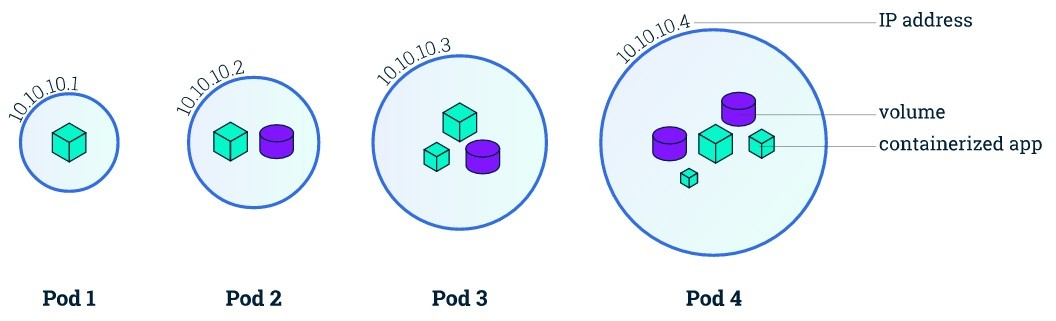 10.10.10.1
10.10.10.2
10.10.10.3
10.10.10.4
IP address
volume
containerized app
Pod 1
Pod 2
Pod 3
Pod 4